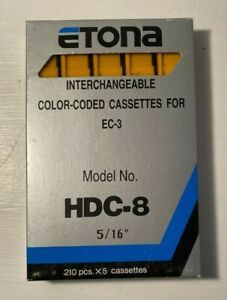 ETONA
INTERCHANGEABLE
COLOR-CODED CASSETTES FOR
EC-3
Model No.
HDC-8
5/16"
210 pcs. X5 cassettes